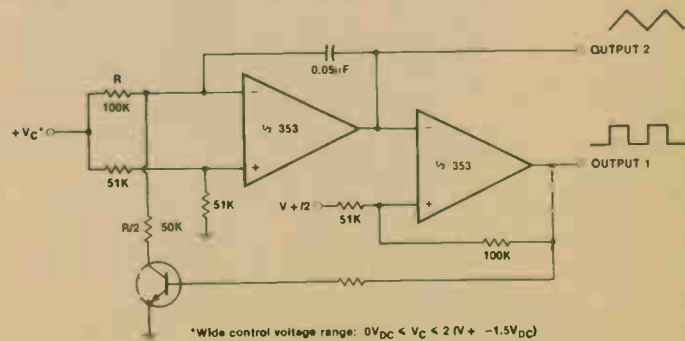 OUTPUT 2
0.05 F
R
100K
½ 353
OUTPUT 1
+VC*
½ 353
51K
51K
V+/2
51K
R/2 50K
100K
*Wide control voltage range: 0VDC < VC < 2 (V+ -1.5VDC)